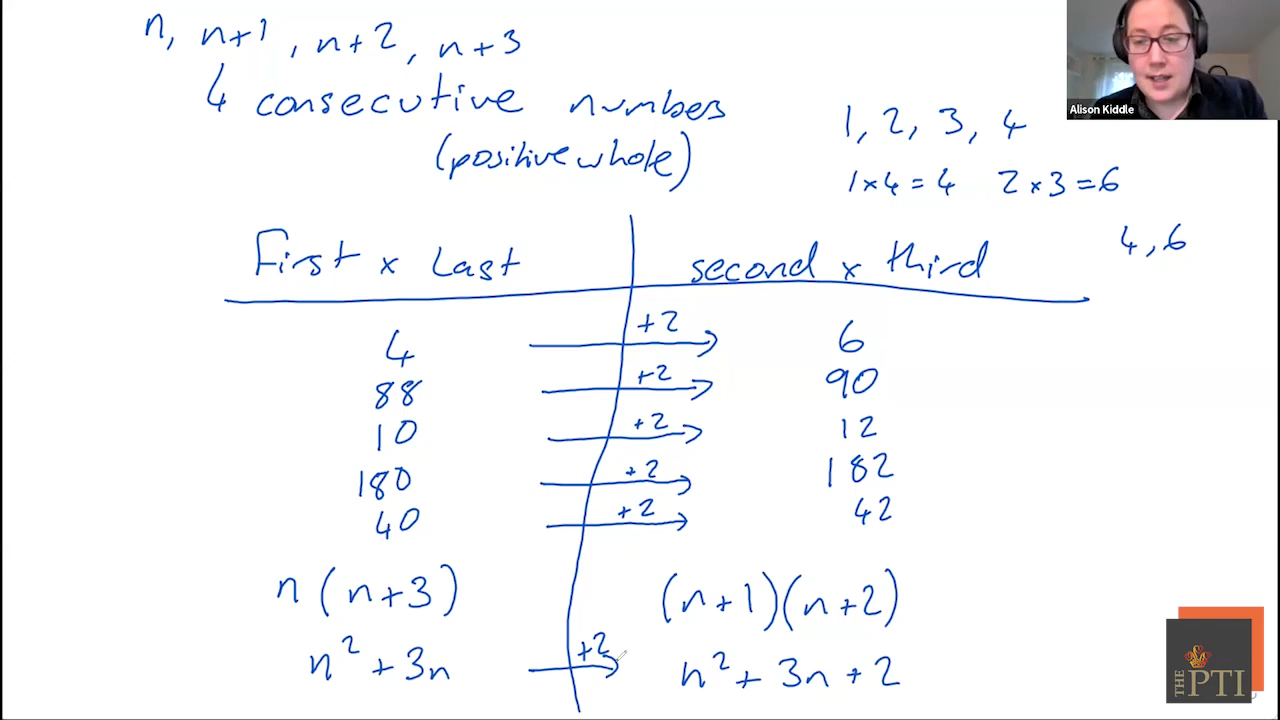 n, n+1, n+2, n+3
4 consecutive numbers
(positive whole)
1, 2, 3, 4
1×4=4 2×3=6
4, 6
First × Last second × third
4 +2 6
88 +2 90
10 +2 12
180 +2 182
40 +2 42
n(n+3) (n+1)(n+2)
n²+3n +2 n²+3n+2
Alison Kiddle
THE PTI